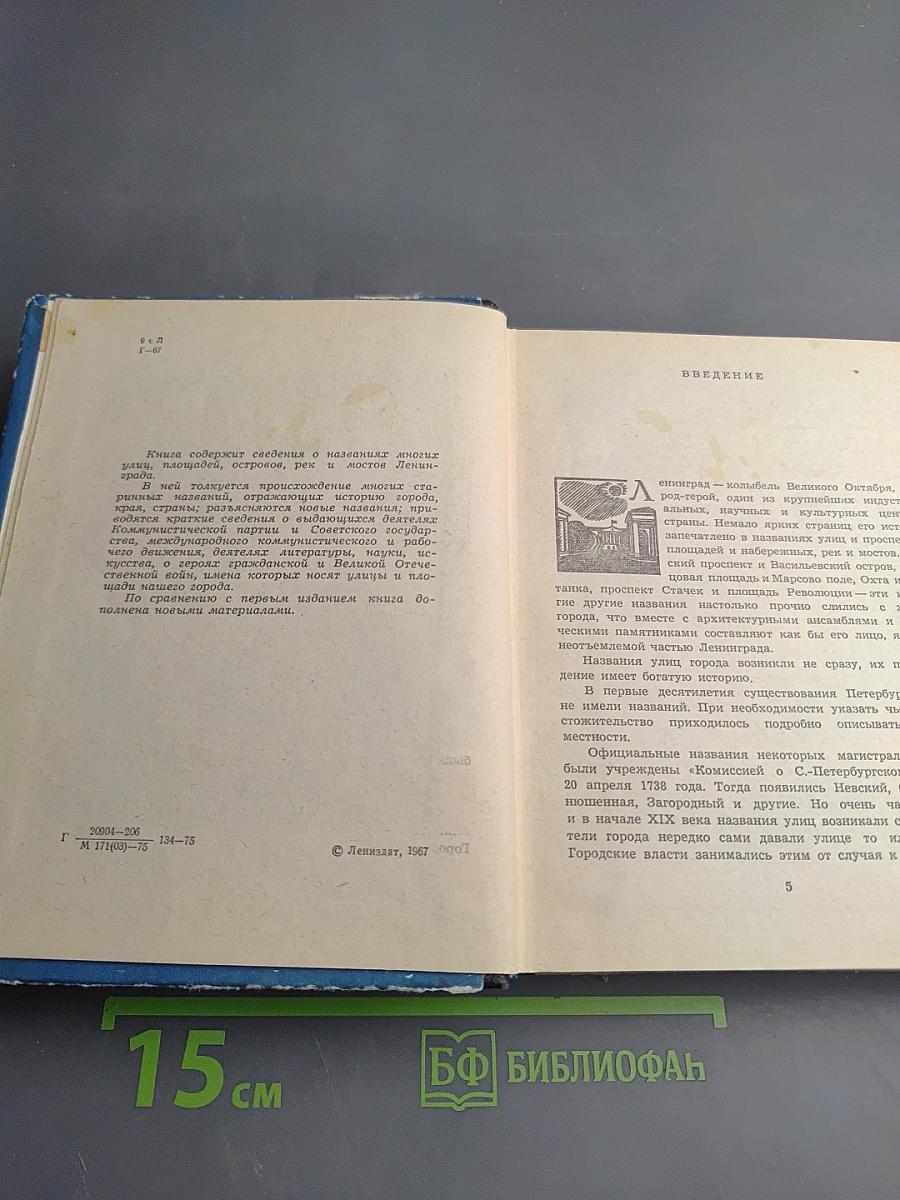 9 с Л
Г—67
Книга содержит сведения о названиях многих
улиц, площадей, островов, рек и мостов Ленин-
града.
В ней толкуется происхождение многих ста-
ринных названий, отражающих историю города,
края, страны; разъясняются новые названия; при-
водятся краткие сведения о выдающихся деятелях
Коммунистической партии и Советского государ-
ства, международного коммунистического и рабо-
чего движения, деятелях литературы, науки, ис-
кусства, о героях гражданской и Великой Отече-
ственной войн, имена которых носят улицы и пло-
щади нашего города.
По сравнению с первым изданием книга до-
полнена новыми материалами.
Г 20904—206
М 171(03)—75 134—75
© Лениздат, 1967
ВВЕДЕНИЕ
Ленинград — колыбель Великого Октября,
род-герой, один из крупнейших индуст
альных, научных и культурных цен
страны. Немало ярких страниц его ист
запечатлено в названиях улиц и проспе
площадей и набережных, рек и мостов.
ский проспект и Васильевский остров,
цовая площадь и Марсово поле, Охта и
танка, проспект Стачек и площадь Революции — эти и
гие другие названия настолько прочно слились с
города, что вместе с архитектурными ансамблями и
ческими памятниками составляют как бы его лицо, я
неотъемлемой частью Ленинграда.
Названия улиц города возникли не сразу, их п
дение имеет богатую историю.
В первые десятилетия существования Петербур
не имели названий. При необходимости указать чь
стожительство приходилось подробно описыват
местности.
Официальные названия некоторых магистрал
были учреждены «Комиссией о С.-Петербургском
20 апреля 1738 года. Тогда появились Невский,
нюшенная, Загородный и другие. Но очень ча
и в начале XIX века названия улиц возникали с
тели города нередко сами давали улице то и
Городские власти занимались этим от случая к
5
15 см
БФ БИБЛИОФАН